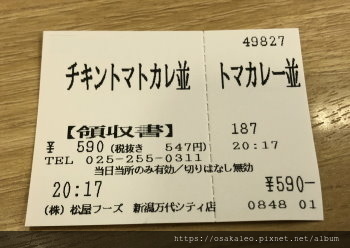 49827
チキントマトカレ並
トマカレー並
【領収書】
187
¥ 590(税抜き 547円)
20:17
TEL 025-255-0311
当日当所のみ有効/切りはなし無効
20:17
¥590-
(株)松屋フーズ 新潟万代シティ店
0848 01
https://osakaleo.pixnet.net/album